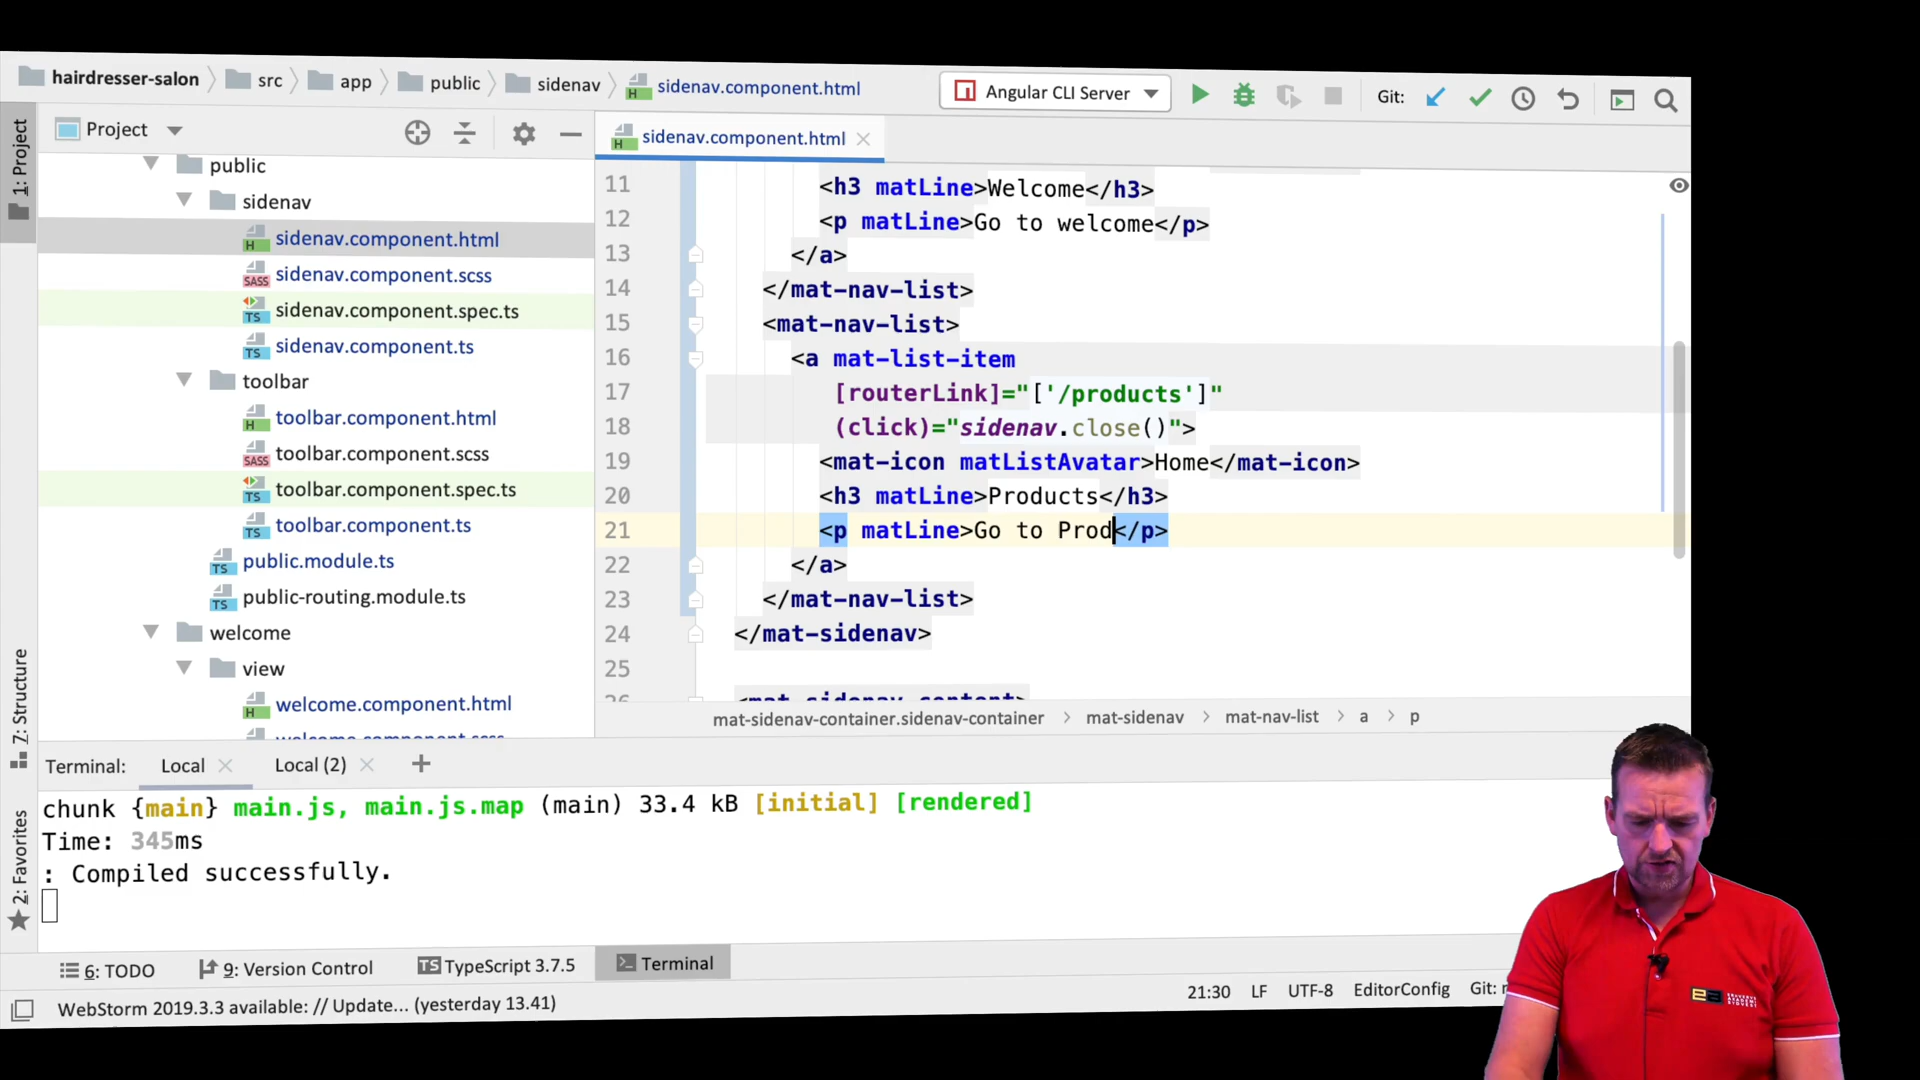 hairdresser-salon src app public sidenav sidenav.component.html Angular CLI Server Git:
1: Project
Project
sidenav.component.html
public
sidenav
sidenav.component.html
sidenav.component.scss
sidenav.component.spec.ts
sidenav.component.ts
toolbar
toolbar.component.html
toolbar.component.scss
toolbar.component.spec.ts
toolbar.component.ts
public.module.ts
public-routing.module.ts
welcome
view
welcome.component.html
welcome.component.scss
11 <h3 matLine>Welcome</h3>
12 <p matLine>Go to welcome</p>
13 </a>
14 </mat-nav-list>
15 <mat-nav-list>
16 <a mat-list-item
17 [routerLink]="['/products']"
18 (click)="sidenav.close()">
19 <mat-icon matListAvatar>Home</mat-icon>
20 <h3 matLine>Products</h3>
21 <p matLine>Go to Prod</p>
22 </a>
23 </mat-nav-list>
24 </mat-sidenav>
25
26 <mat-sidenav-content>
mat-sidenav-container.sidenav-container > mat-sidenav > mat-nav-list > a > p
7: Structure
2: Favorites
Terminal: Local Local (2)
chunk {main} main.js, main.js.map (main) 33.4 kB [initial] [rendered]
Time: 345ms
: Compiled successfully.
6: TODO 9: Version Control TypeScript 3.7.5 Terminal
WebStorm 2019.3.3 available: // Update... (yesterday 13.41) 21:30 LF UTF-8 EditorConfig Git: